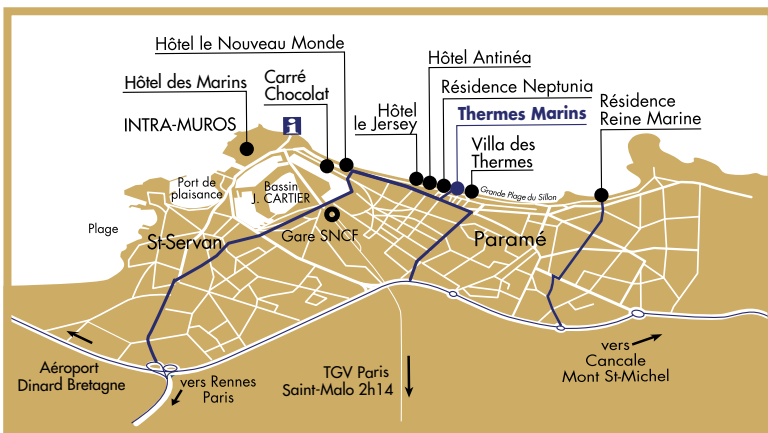 Hôtel le Nouveau Monde
Hôtel Antinéa
Hôtel des Marins
Carré
Chocolat
Résidence Neptunia
Hôtel
le Jersey
Thermes Marins
Résidence
Reine Marine
INTRA-MUROS
i
Villa des
Thermes
Port de
plaisance
Bassin
J. CARTIER
Grande Plage du Sillon
Plage
St-Servan
Gare SNCF
Paramé
Aéroport
Dinard Bretagne
vers Rennes
Paris
TGV Paris
Saint-Malo 2h14
vers
Cancale
Mont St-Michel